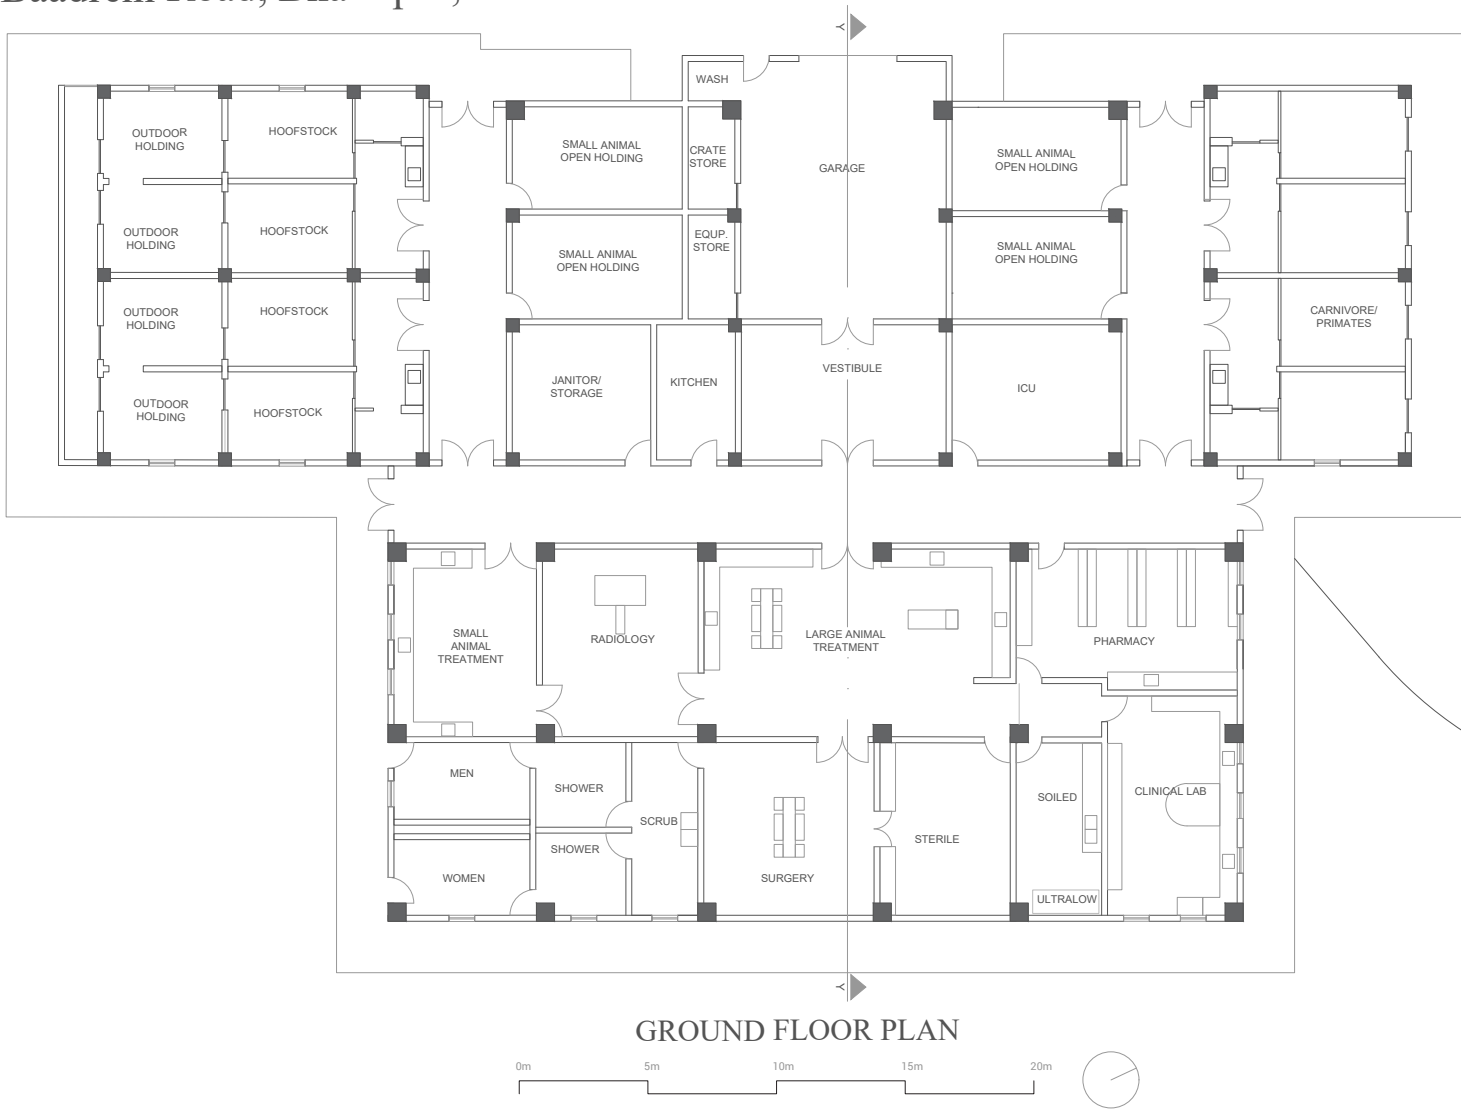 Y
WASH
OUTDOOR
HOLDING
HOOFSTOCK
SMALL ANIMAL
OPEN HOLDING
CRATE
STORE
GARAGE
SMALL ANIMAL
OPEN HOLDING
OUTDOOR
HOLDING
HOOFSTOCK
SMALL ANIMAL
OPEN HOLDING
EQUP.
STORE
SMALL ANIMAL
OPEN HOLDING
OUTDOOR
HOLDING
HOOFSTOCK
CARNIVORE/
PRIMATES
OUTDOOR
HOLDING
HOOFSTOCK
JANITOR/
STORAGE
KITCHEN
VESTIBULE
ICU
SMALL
ANIMAL
TREATMENT
RADIOLOGY
LARGE ANIMAL
TREATMENT
PHARMACY
MEN
SHOWER
SCRUB
SOILED
CLINICAL LAB
SHOWER
STERILE
WOMEN
SURGERY
ULTRALOW
Y
GROUND FLOOR PLAN
0m 5m 10m 15m 20m